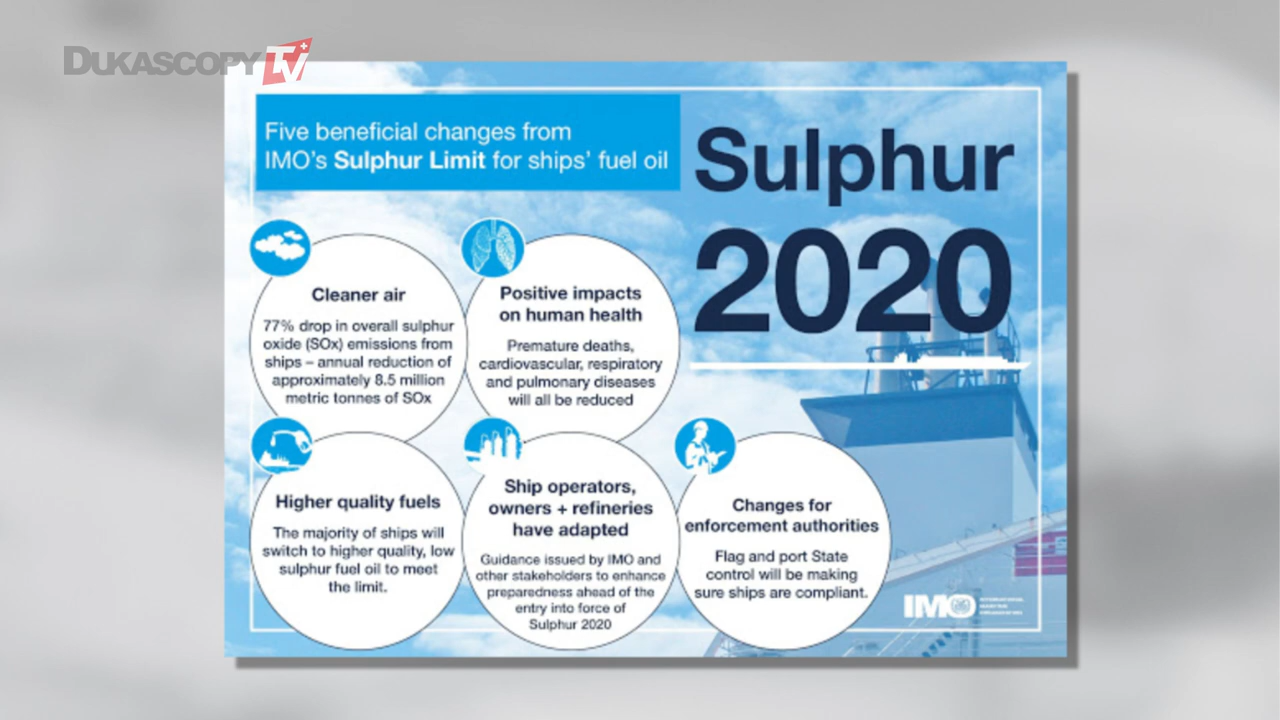 DUKASCOPY TV
Five beneficial changes from
IMO's Sulphur Limit for ships' fuel oil
Sulphur
2020
Cleaner air
77% drop in overall sulphur
oxide (SOx) emissions from
ships – annual reduction of
approximately 8.5 million
metric tonnes of SOx
Positive impacts
on human health
Premature deaths,
cardiovascular, respiratory
and pulmonary diseases
will all be reduced
Higher quality fuels
The majority of ships will
switch to higher quality, low
sulphur fuel oil to meet
the limit.
Ship operators,
owners + refineries
have adapted
Guidance issued by IMO and
other stakeholders to enhance
preparedness ahead of the
entry into force of
Sulphur 2020
Changes for
enforcement authorities
Flag and port State
control will be making
sure ships are compliant.
IMO
INTERNATIONAL
MARITIME
ORGANIZATION